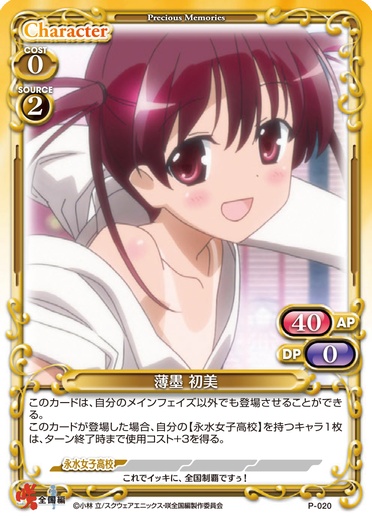 Precious Memories
Character
COST
0
SOURCE
2
40 AP
DP 0
薄墨 初美
このカードは、自分のメインフェイズ以外でも登場させることができ
る。
このカードが登場した場合、自分の【永水女子高校】を持つキャラ1枚
は、ターン終了時まで使用コスト+3を得る。
永水女子高校
これでイッキに、全国制覇ですぅ!
咲 全国編
©小林 立/スクウェアエニックス・咲全国編製作委員会
P-020